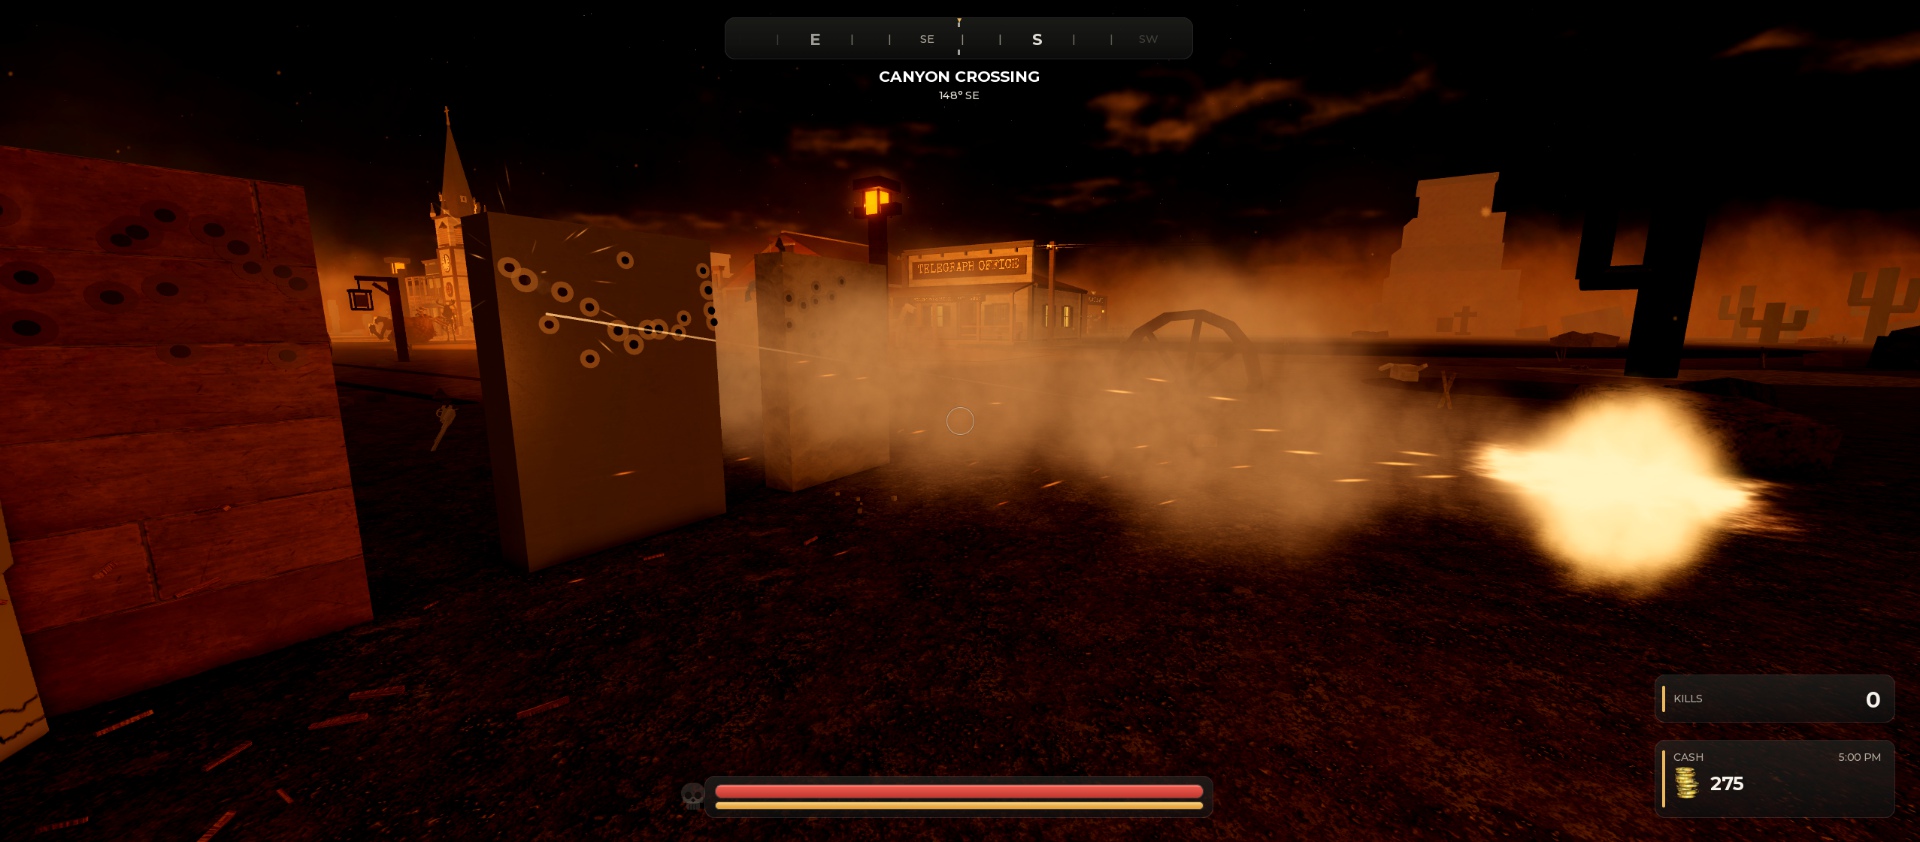 E SE S SW
CANYON CROSSING
148° SE
TELEGRAPH OFFICE
KILLS 0
CASH 5:00 PM
275